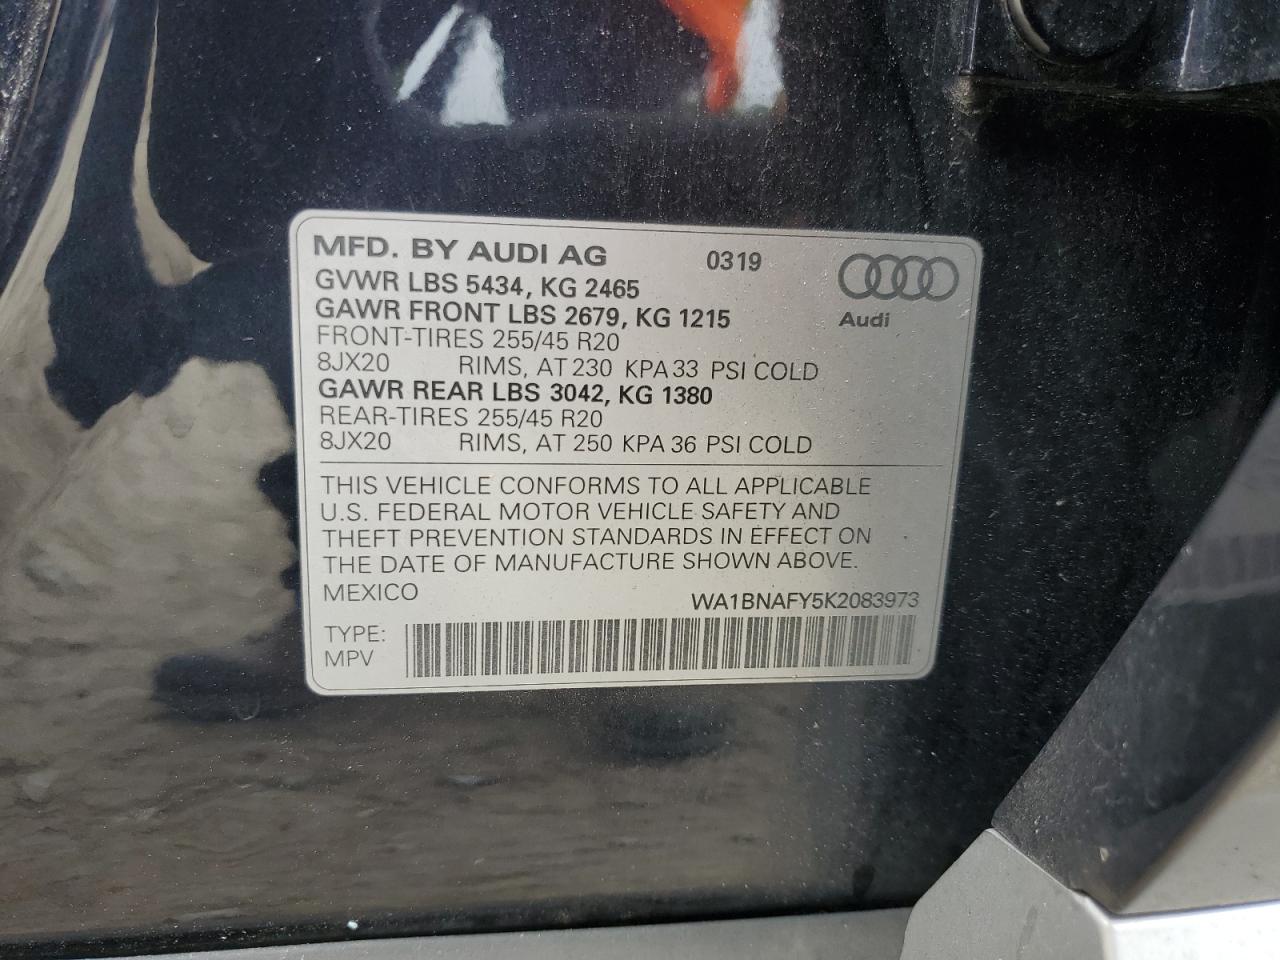 MFD. BY AUDI AG 0319
GVWR LBS 5434, KG 2465
GAWR FRONT LBS 2679, KG 1215
Audi
FRONT-TIRES 255/45 R20
8JX20 RIMS, AT 230 KPA 33 PSI COLD
GAWR REAR LBS 3042, KG 1380
REAR-TIRES 255/45 R20
8JX20 RIMS, AT 250 KPA 36 PSI COLD
THIS VEHICLE CONFORMS TO ALL APPLICABLE
U.S. FEDERAL MOTOR VEHICLE SAFETY AND
THEFT PREVENTION STANDARDS IN EFFECT ON
THE DATE OF MANUFACTURE SHOWN ABOVE.
MEXICO WA1BNAFY5K2083973
TYPE:
MPV